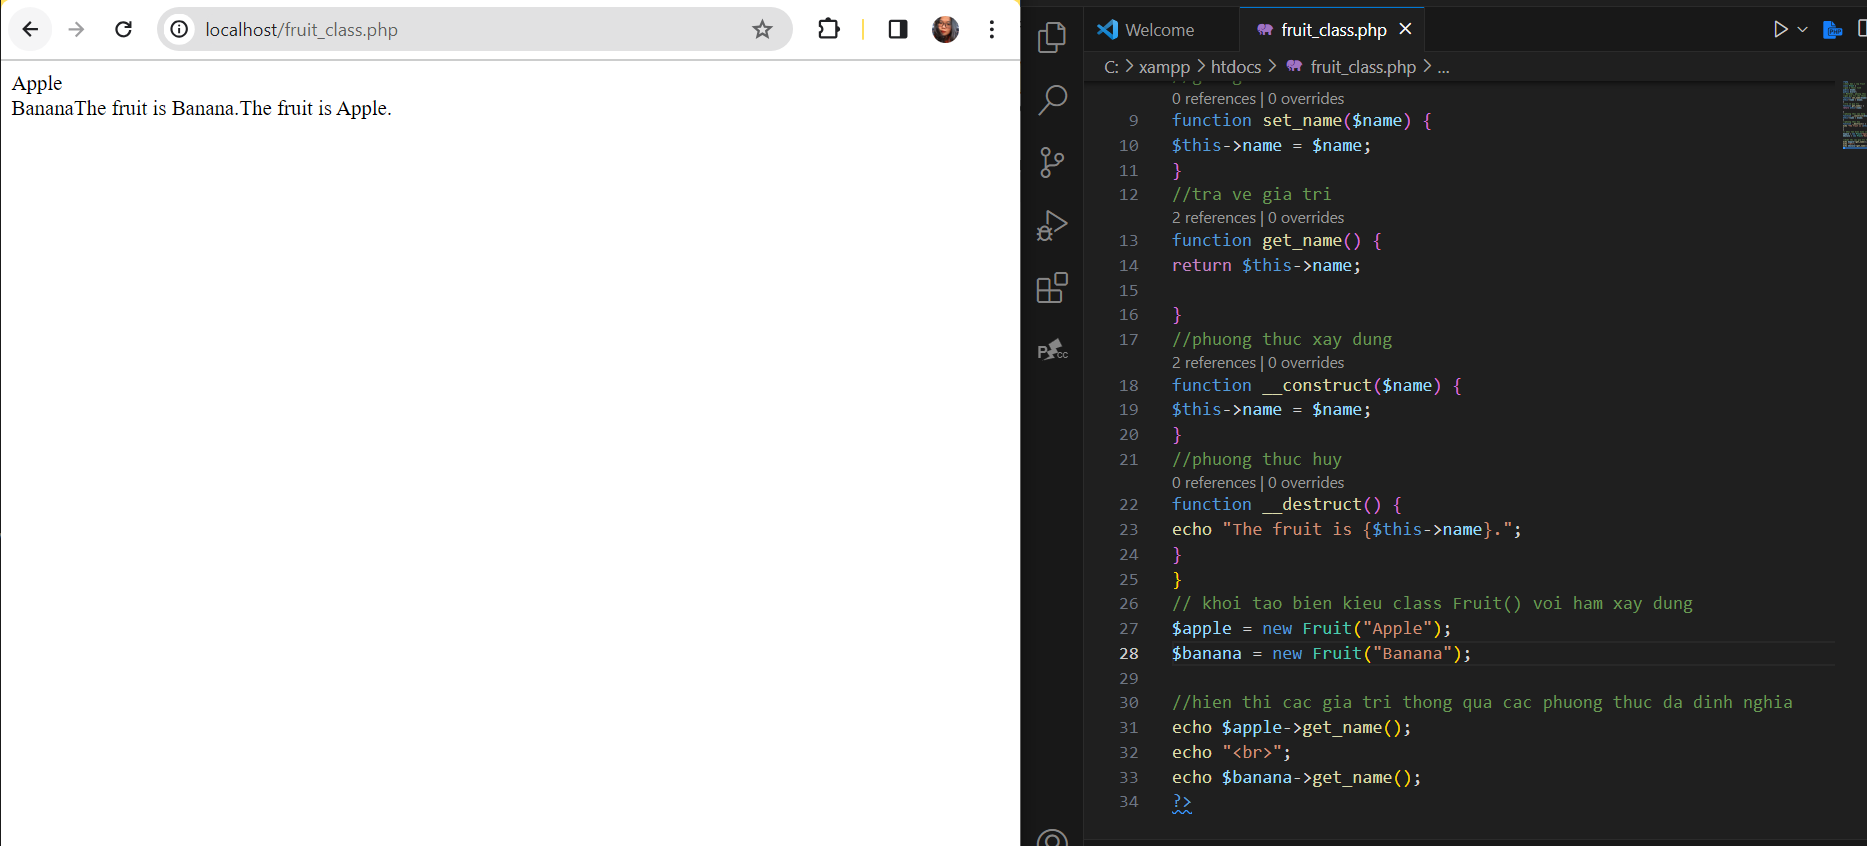 localhost/fruit_class.php
Apple
BananaThe fruit is Banana.The fruit is Apple.
Welcome
fruit_class.php
C: > xampp > htdocs > fruit_class.php > ...
0 references | 0 overrides
9 function set_name($name) {
10 $this->name = $name;
11 }
12 //tra ve gia tri
2 references | 0 overrides
13 function get_name() {
14 return $this->name;
15
16 }
17 //phuong thuc xay dung
2 references | 0 overrides
18 function __construct($name) {
19 $this->name = $name;
20 }
21 //phuong thuc huy
0 references | 0 overrides
22 function __destruct() {
23 echo "The fruit is {$this->name}.";
24 }
25 }
26 // khoi tao bien kieu class Fruit() voi ham xay dung
27 $apple = new Fruit("Apple");
28 $banana = new Fruit("Banana");
29
30 //hien thi cac gia tri thong qua cac phuong thuc da dinh nghia
31 echo $apple->get_name();
32 echo "<br>";
33 echo $banana->get_name();
34 ?>